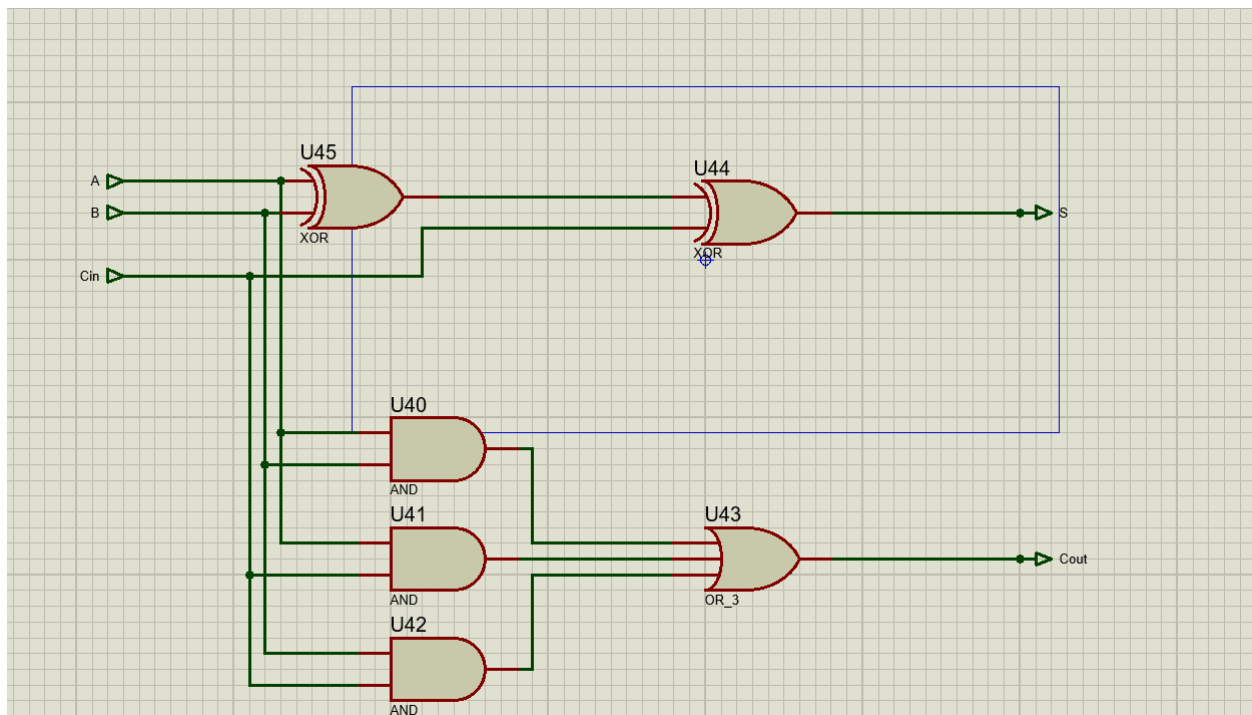 U45
U44
A
B
S
XOR
XOR
Cin
U40
AND
U41
U43
Cout
AND
OR_3
U42
AND